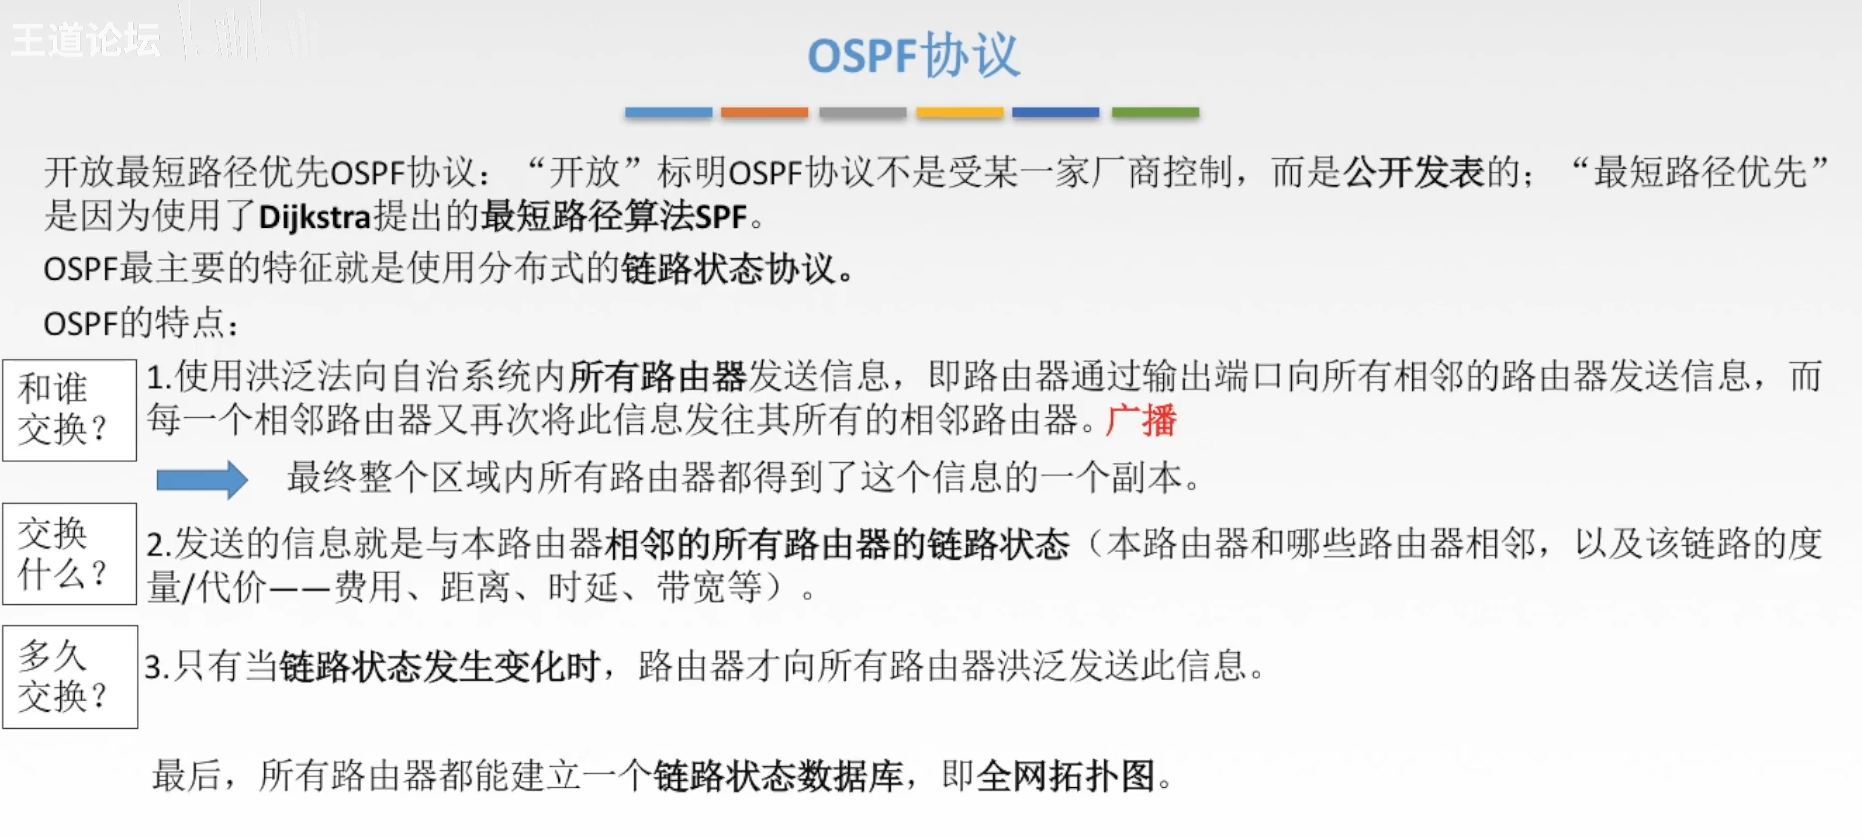 王道论坛
OSPF协议
开放最短路径优先OSPF协议：“开放”标明OSPF协议不是受某一家厂商控制，而是公开发表的；“最短路径优先”
是因为使用了Dijkstra提出的最短路径算法SPF。
OSPF最主要的特征就是使用分布式的链路状态协议。
OSPF的特点：
和谁
交换？
1.使用洪泛法向自治系统内所有路由器发送信息，即路由器通过输出端口向所有相邻的路由器发送信息，而
每一个相邻路由器又再次将此信息发往其所有的相邻路由器。广播
最终整个区域内所有路由器都得到了这个信息的一个副本。
交换
什么？
2.发送的信息就是与本路由器相邻的所有路由器的链路状态（本路由器和哪些路由器相邻，以及该链路的度
量/代价——费用、距离、时延、带宽等）。
多久
交换？
3.只有当链路状态发生变化时，路由器才向所有路由器洪泛发送此信息。
最后，所有路由器都能建立一个链路状态数据库，即全网拓扑图。